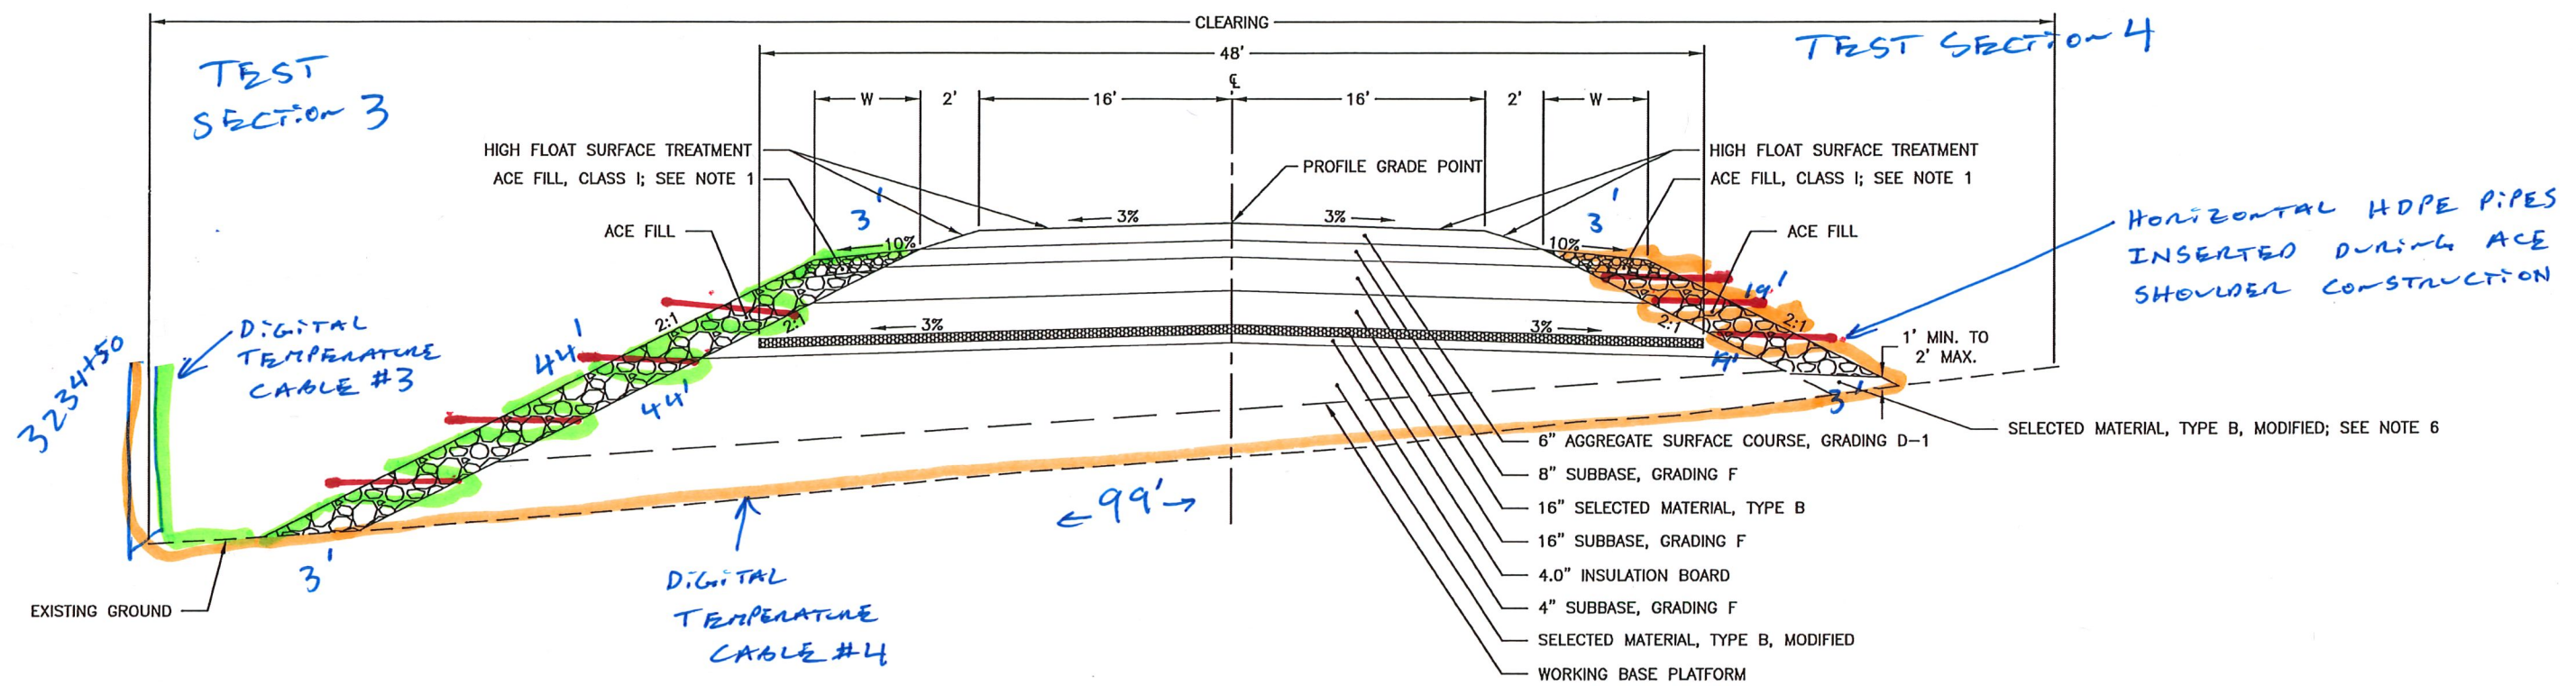 CLEARING
TEST
SECTION 3
TEST SECTION 4
48'
℄
W
2'
16'
16'
2'
W
HIGH FLOAT SURFACE TREATMENT
ACE FILL, CLASS I; SEE NOTE 1
ACE FILL
PROFILE GRADE POINT
HIGH FLOAT SURFACE TREATMENT
ACE FILL, CLASS I; SEE NOTE 1
ACE FILL
3'
3'
3%
3%
10%
10%
HORIZONTAL HDPE PIPES
INSERTED DURING ACE
SHOULDER CONSTRUCTION
19'
2:1
2:1
2:1
2:1
3%
3%
1' MIN. TO
2' MAX.
3234+50
DIGITAL
TEMPERATURE
CABLE #3
44'
44'
3'
SELECTED MATERIAL, TYPE B, MODIFIED; SEE NOTE 6
6" AGGREGATE SURFACE COURSE, GRADING D-1
8" SUBBASE, GRADING F
16" SELECTED MATERIAL, TYPE B
16" SUBBASE, GRADING F
4.0" INSULATION BOARD
4" SUBBASE, GRADING F
SELECTED MATERIAL, TYPE B, MODIFIED
WORKING BASE PLATFORM
←99'→
3'
EXISTING GROUND
DIGITAL
TEMPERATURE
CABLE #4